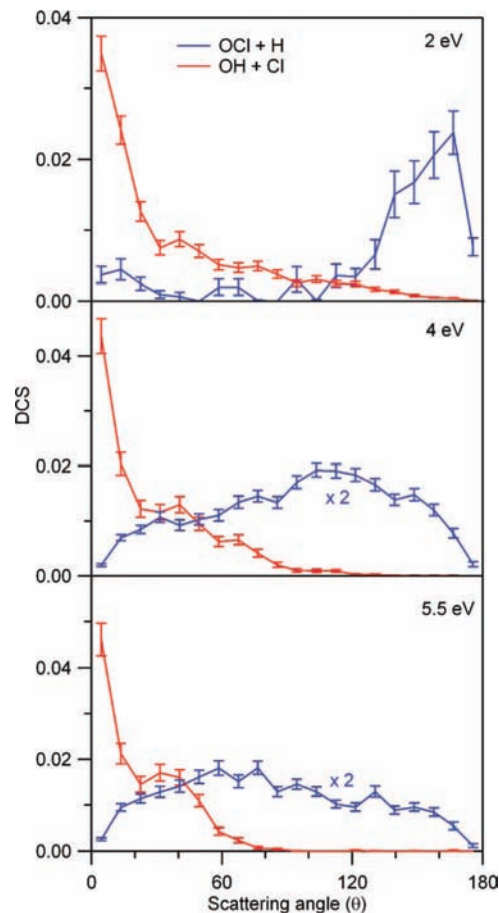 0.04
OCl + H
2 eV
OH + Cl
0.02
0.00
4 eV
0.04
0.02
x 2
0.00
5.5 eV
0.04
0.02
x 2
0.00
0
60
120
180
DCS
Scattering angle (θ)